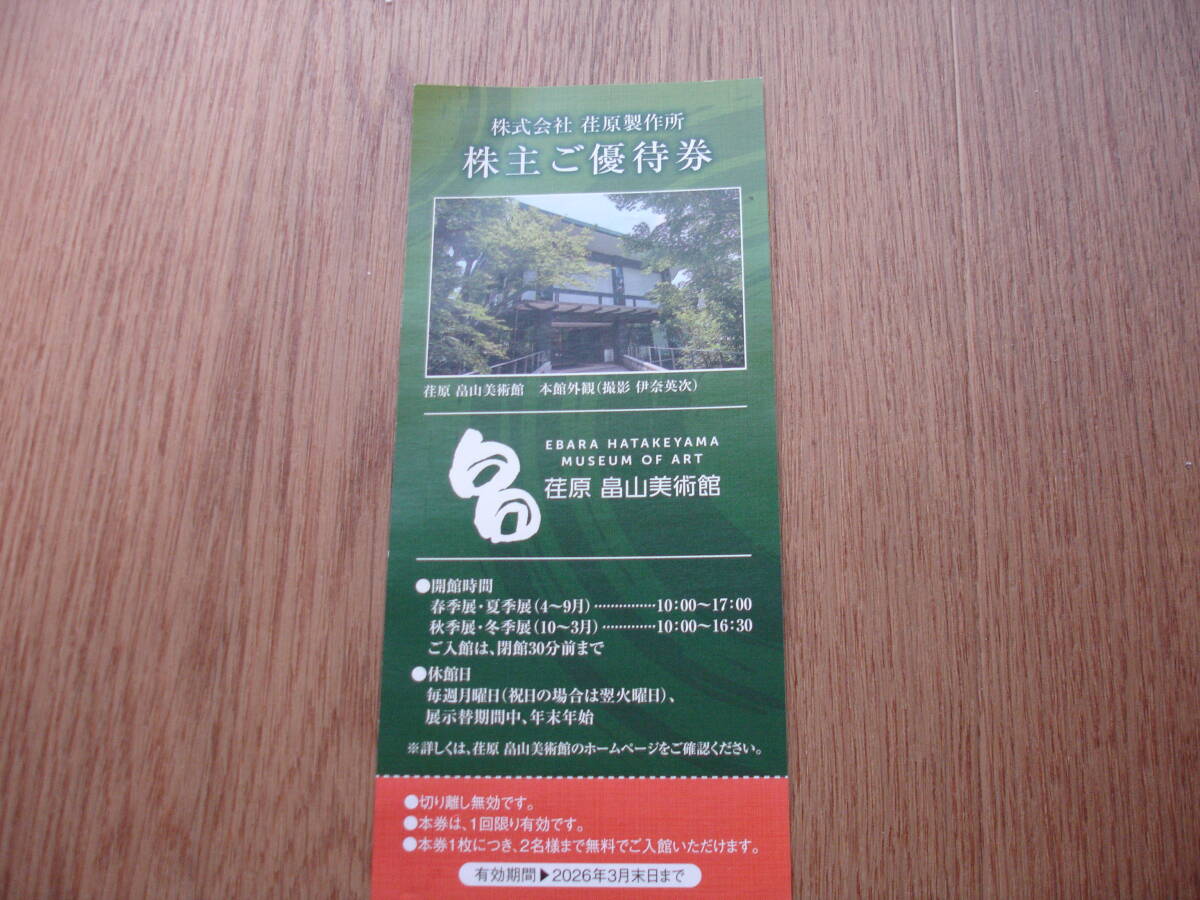 株式会社 荏原製作所
株主ご優待券
荏原 畠山美術館 本館外観(撮影 伊奈英次)
畠
EBARA HATAKEYAMA
MUSEUM OF ART
荏原 畠山美術館
●開館時間
春季展・夏季展(4～9月)……………10:00～17:00
秋季展・冬季展(10～3月)…………10:00～16:30
ご入館は、閉館30分前まで
●休館日
毎週月曜日(祝日の場合は翌火曜日)、
展示替期間中、年末年始
※詳しくは、荏原 畠山美術館のホームページをご確認ください。
●切り離し無効です。
●本券は、1回限り有効です。
●本券1枚につき、2名様まで無料でご入館いただけます。
有効期間▶2026年3月末日まで